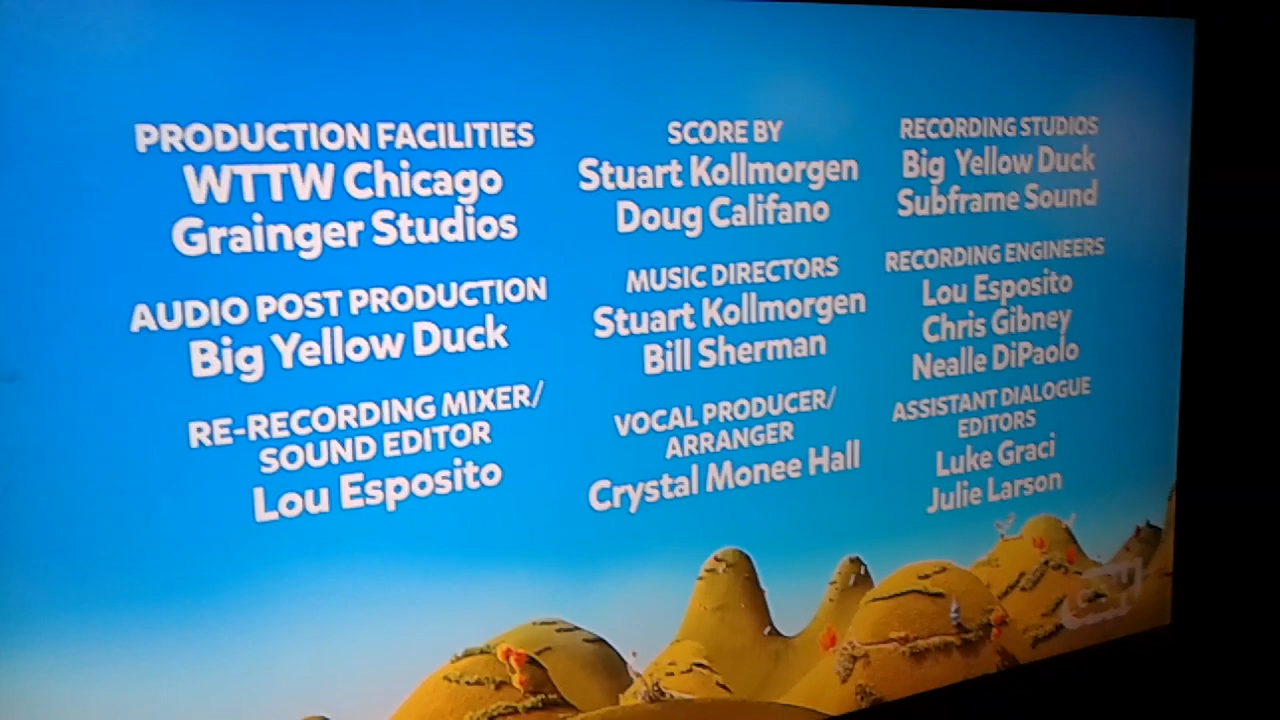 PRODUCTION FACILITIES
WTTW Chicago
Grainger Studios
AUDIO POST PRODUCTION
Big Yellow Duck
RE-RECORDING MIXER/
SOUND EDITOR
Lou Esposito
SCORE BY
Stuart Kollmorgen
Doug Califano
MUSIC DIRECTORS
Stuart Kollmorgen
Bill Sherman
VOCAL PRODUCER/
ARRANGER
Crystal Monee Hall
RECORDING STUDIOS
Big Yellow Duck
Subframe Sound
RECORDING ENGINEERS
Lou Esposito
Chris Gibney
Nealle DiPaolo
ASSISTANT DIALOGUE
EDITORS
Luke Graci
Julie Larson